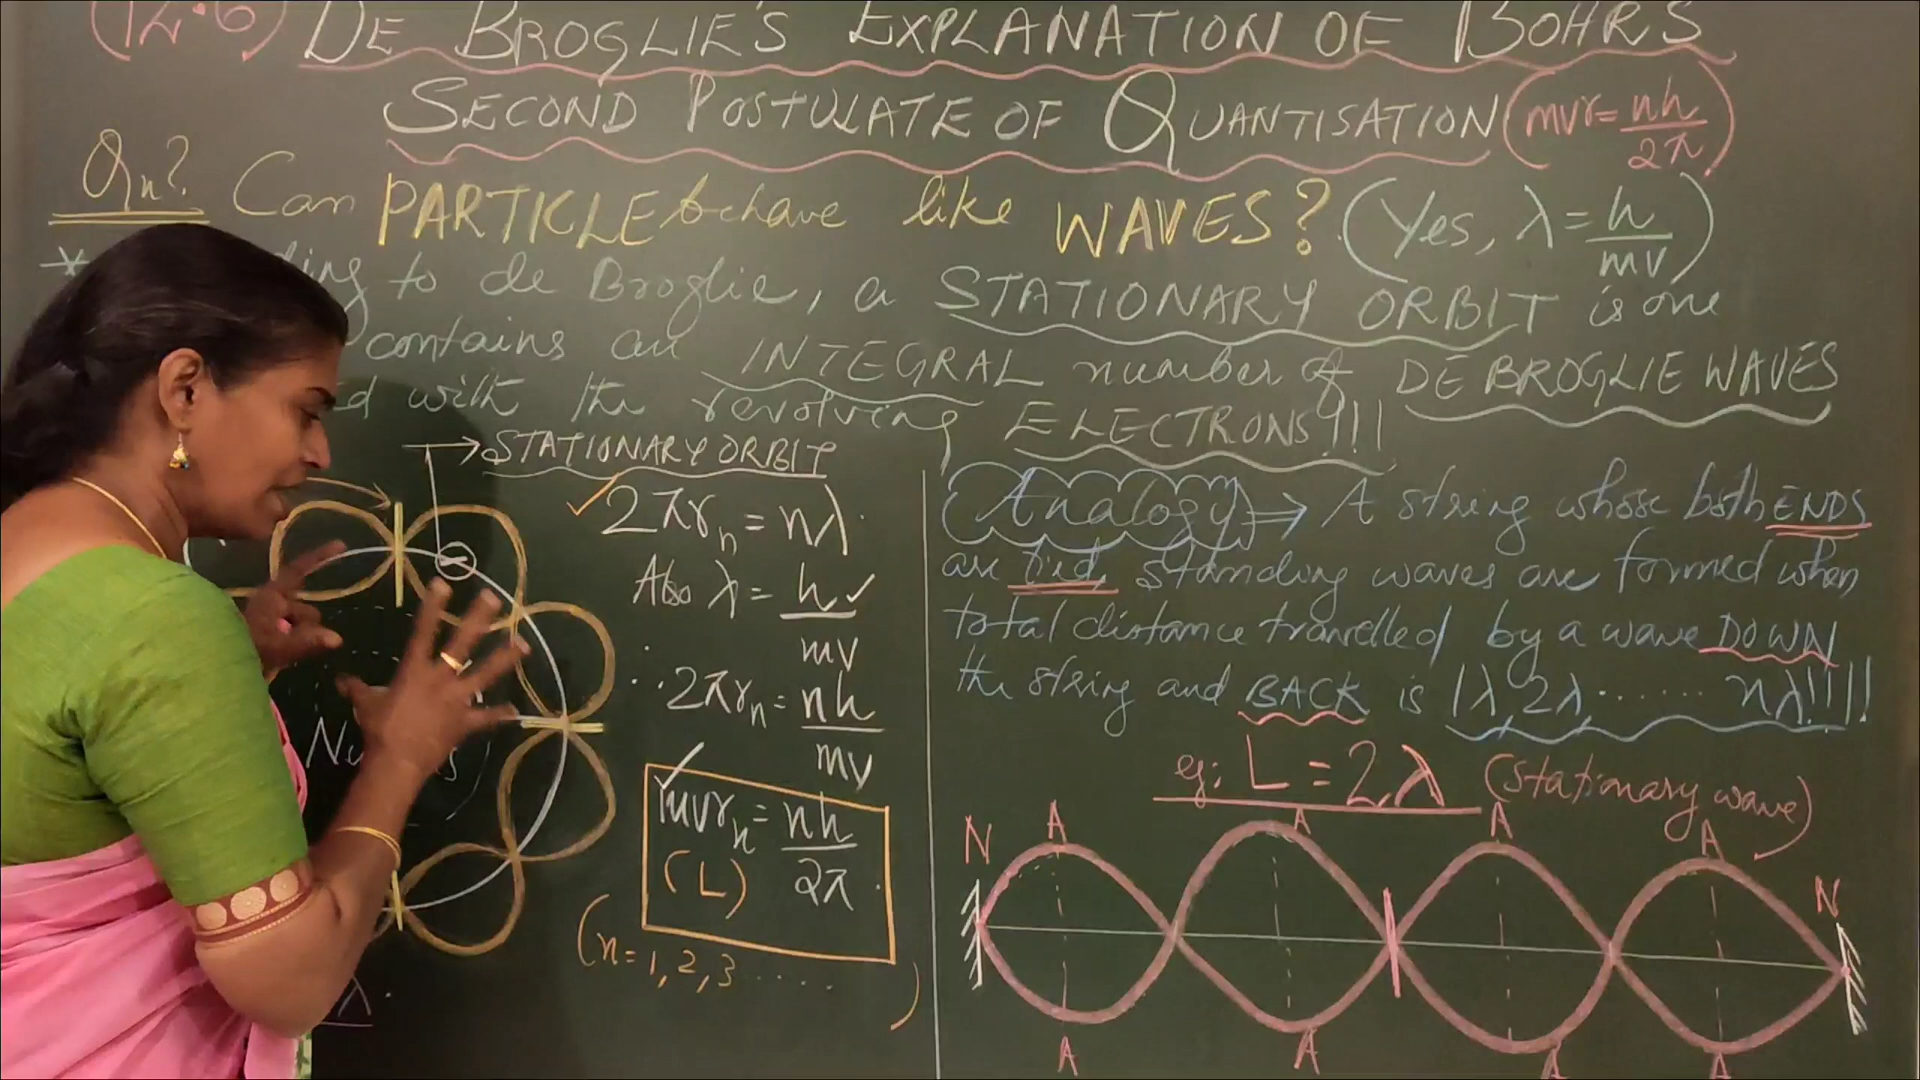 (12.6) DE BROGLIE'S EXPLANATION OF BOHR'S
SECOND POSTULATE OF QUANTISATION (mvr = nh/2π)
Qn? Can PARTICLE behave like WAVES? (Yes, λ = h/mv)
* ding to de Broglie, a STATIONARY ORBIT is one
contains an INTEGRAL number of DE BROGLIE WAVES
ed with the revolving ELECTRONS!!!
→ STATIONARY ORBIT
✓ 2πrₙ = nλ.
Also λ = h/mv ✓
∴ 2πrₙ = nh/mv
✓ mvrₙ = nh/2π.
(L)
(n = 1, 2, 3 ..... )
λ.
Analogy ⇒ A string whose both ENDS
are tied, standing waves are formed when
total distance travelled by a wave DOWN
the string and BACK is 1λ, 2λ ....... nλ!!!!!
eg: L = 2λ (Stationary wave)
N A A A A N
A A A A